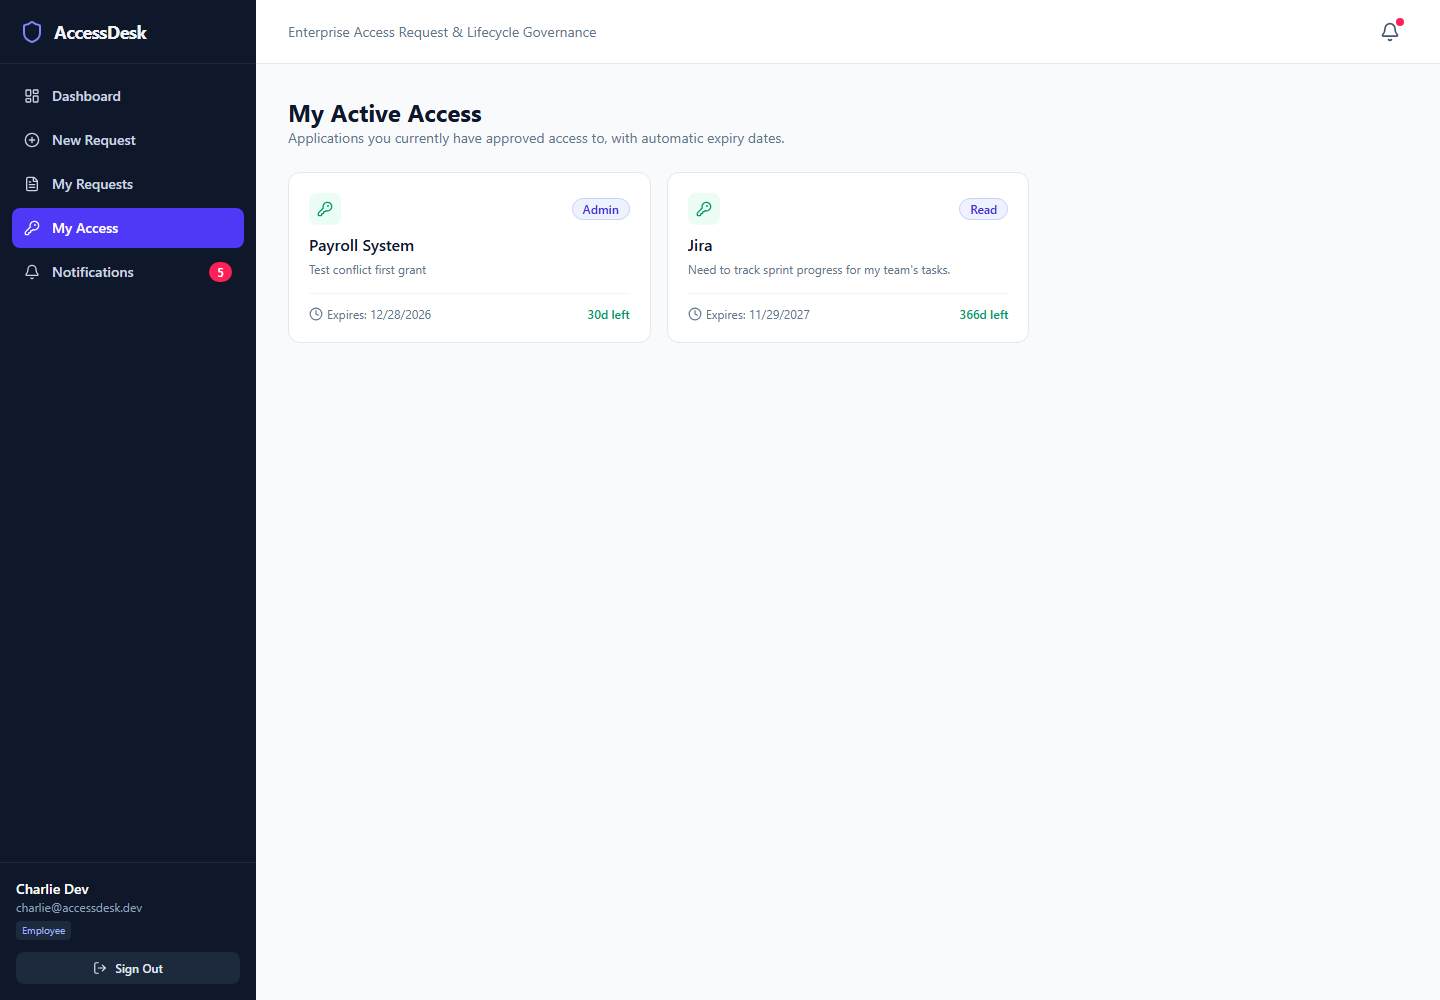 AccessDesk
Enterprise Access Request & Lifecycle Governance
Dashboard
New Request
My Requests
My Access
Notifications
5
My Active Access
Applications you currently have approved access to, with automatic expiry dates.
Admin
Payroll System
Test conflict first grant
Expires: 12/28/2026
30d left
Read
Jira
Need to track sprint progress for my team's tasks.
Expires: 11/29/2027
366d left
Charlie Dev
charlie@accessdesk.dev
Employee
Sign Out